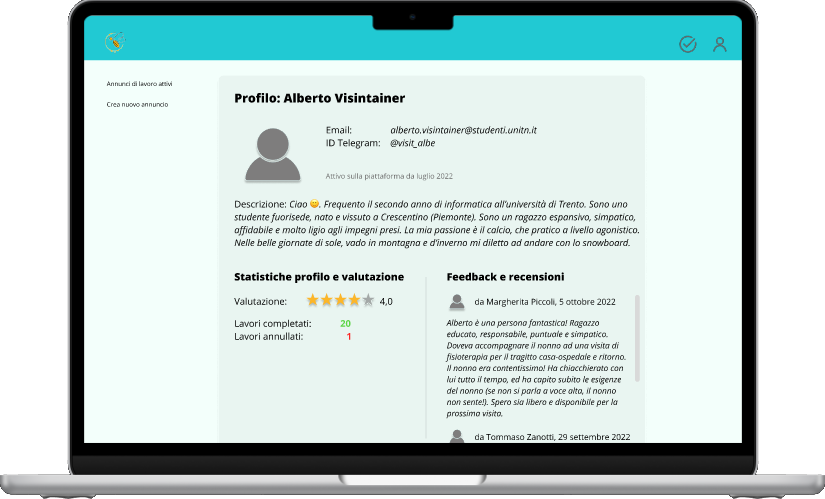 Annunci di lavoro attivi
Crea nuovo annuncio
Profilo: Alberto Visintainer
Email: alberto.visintainer@studenti.unitn.it
ID Telegram: @visit_albe
Attivo sulla piattaforma da luglio 2022
Descrizione: Ciao 😊. Frequento il secondo anno di informatica all'università di Trento. Sono uno
studente fuorisede, nato e vissuto a Crescentino (Piemonte). Sono un ragazzo espansivo, simpatico,
affidabile e molto ligio agli impegni presi. La mia passione è il calcio, che pratico a livello agonistico.
Nelle belle giornate di sole, vado in montagna e d'inverno mi diletto ad andare con lo snowboard.
Statistiche profilo e valutazione
Valutazione: 4,0
Lavori completati: 20
Lavori annullati: 1
Feedback e recensioni
da Margherita Piccoli, 5 ottobre 2022
Alberto è una persona fantastica! Ragazzo
educato, responsabile, puntuale e simpatico.
Doveva accompagnare il nonno ad una visita di
fisioterapia per il tragitto casa-ospedale e ritorno.
Il nonno era contentissimo! Ha chiacchierato con
lui tutto il tempo, ed ha capito subito le esigenze
del nonno (se non si parla a voce alta, il nonno
non sente!). Spero sia libero e disponibile per la
prossima visita.
da Tommaso Zanotti, 29 settembre 2022